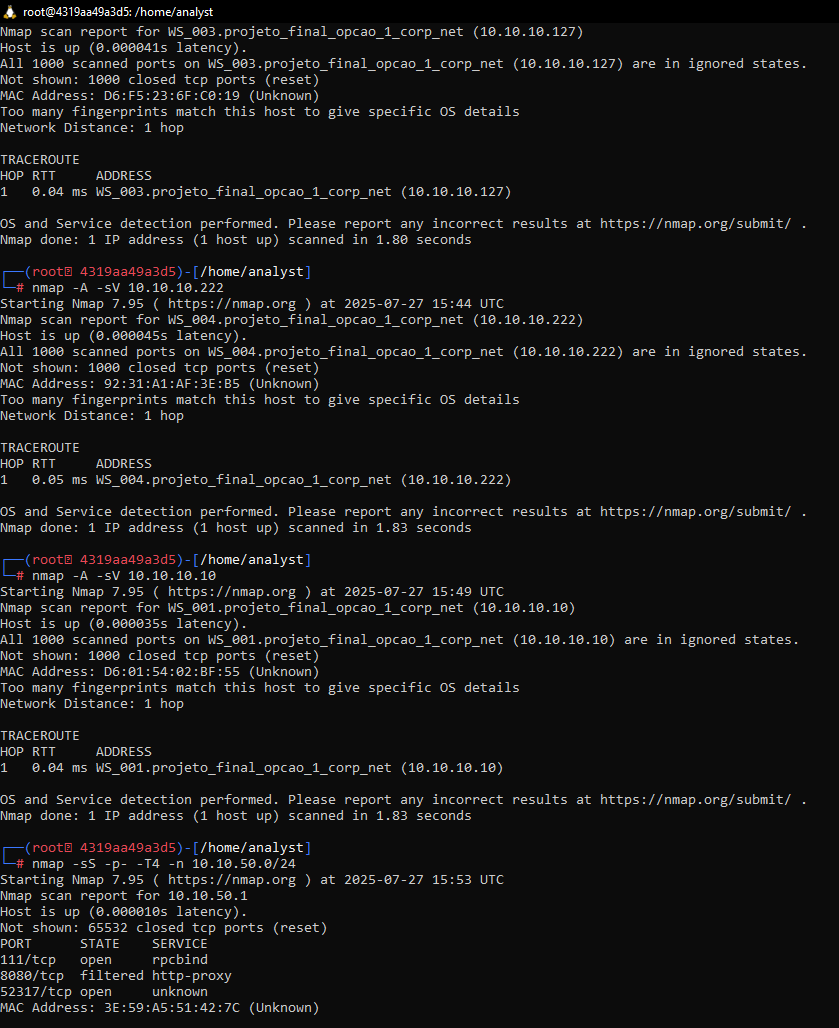 root@4319aa49a3d5: /home/analyst
Nmap scan report for WS_003.projeto_final_opcao_1_corp_net (10.10.10.127)
Host is up (0.000041s latency).
All 1000 scanned ports on WS_003.projeto_final_opcao_1_corp_net (10.10.10.127) are in ignored states.
Not shown: 1000 closed tcp ports (reset)
MAC Address: D6:F5:23:6F:C0:19 (Unknown)
Too many fingerprints match this host to give specific OS details
Network Distance: 1 hop
TRACEROUTE
HOP RTT     ADDRESS
1   0.04 ms WS_003.projeto_final_opcao_1_corp_net (10.10.10.127)
OS and Service detection performed. Please report any incorrect results at https://nmap.org/submit/ .
Nmap done: 1 IP address (1 host up) scanned in 1.80 seconds
┌──(root 4319aa49a3d5)-[/home/analyst]
└─# nmap -A -sV 10.10.10.222
Starting Nmap 7.95 ( https://nmap.org ) at 2025-07-27 15:44 UTC
Nmap scan report for WS_004.projeto_final_opcao_1_corp_net (10.10.10.222)
Host is up (0.000045s latency).
All 1000 scanned ports on WS_004.projeto_final_opcao_1_corp_net (10.10.10.222) are in ignored states.
Not shown: 1000 closed tcp ports (reset)
MAC Address: 92:31:A1:AF:3E:B5 (Unknown)
Too many fingerprints match this host to give specific OS details
Network Distance: 1 hop
TRACEROUTE
HOP RTT     ADDRESS
1   0.05 ms WS_004.projeto_final_opcao_1_corp_net (10.10.10.222)
OS and Service detection performed. Please report any incorrect results at https://nmap.org/submit/ .
Nmap done: 1 IP address (1 host up) scanned in 1.83 seconds
┌──(root 4319aa49a3d5)-[/home/analyst]
└─# nmap -A -sV 10.10.10.10
Starting Nmap 7.95 ( https://nmap.org ) at 2025-07-27 15:49 UTC
Nmap scan report for WS_001.projeto_final_opcao_1_corp_net (10.10.10.10)
Host is up (0.000035s latency).
All 1000 scanned ports on WS_001.projeto_final_opcao_1_corp_net (10.10.10.10) are in ignored states.
Not shown: 1000 closed tcp ports (reset)
MAC Address: D6:01:54:02:BF:55 (Unknown)
Too many fingerprints match this host to give specific OS details
Network Distance: 1 hop
TRACEROUTE
HOP RTT     ADDRESS
1   0.04 ms WS_001.projeto_final_opcao_1_corp_net (10.10.10.10)
OS and Service detection performed. Please report any incorrect results at https://nmap.org/submit/ .
Nmap done: 1 IP address (1 host up) scanned in 1.83 seconds
┌──(root 4319aa49a3d5)-[/home/analyst]
└─# nmap -sS -p- -T4 -n 10.10.50.0/24
Starting Nmap 7.95 ( https://nmap.org ) at 2025-07-27 15:53 UTC
Nmap scan report for 10.10.50.1
Host is up (0.000010s latency).
Not shown: 65532 closed tcp ports (reset)
PORT      STATE    SERVICE
111/tcp   open     rpcbind
8080/tcp  filtered http-proxy
52317/tcp open     unknown
MAC Address: 3E:59:A5:51:42:7C (Unknown)